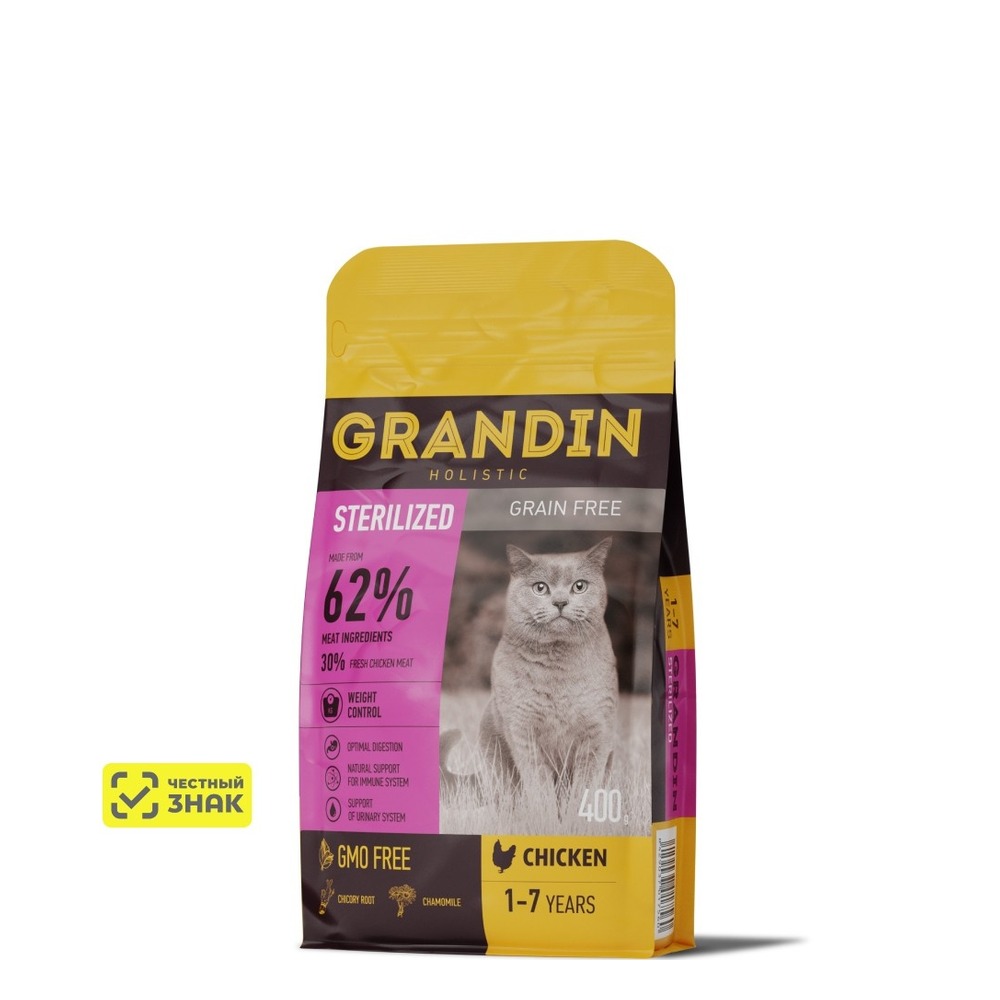 GRANDIN
HOLISTIC
STERILIZED
GRAIN FREE
MADE FROM
62%
MEAT INGREDIENTS
30% FRESH CHICKEN MEAT
WEIGHT
CONTROL
OPTIMAL DIGESTION
NATURAL SUPPORT
FOR IMMUNE SYSTEM
SUPPORT
OF URINARY SYSTEM
400 g
GMO FREE
CHICORY ROOT
CHAMOMILE
CHICKEN
1-7 YEARS
1-7
YEARS
GRANDIN
STERILIZED
ЧЕСТНЫЙ
ЗНАК